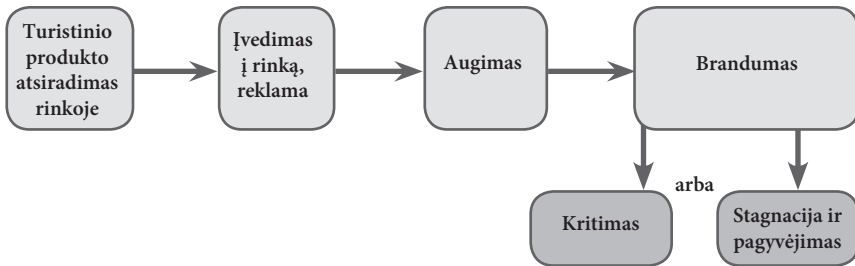 Turistinio
produkto
atsiradimas
rinkoje
Įvedimas
į rinką,
reklama
Augimas
Brandumas
Kritimas
arba
Stagnacija ir
pagyvėjimas